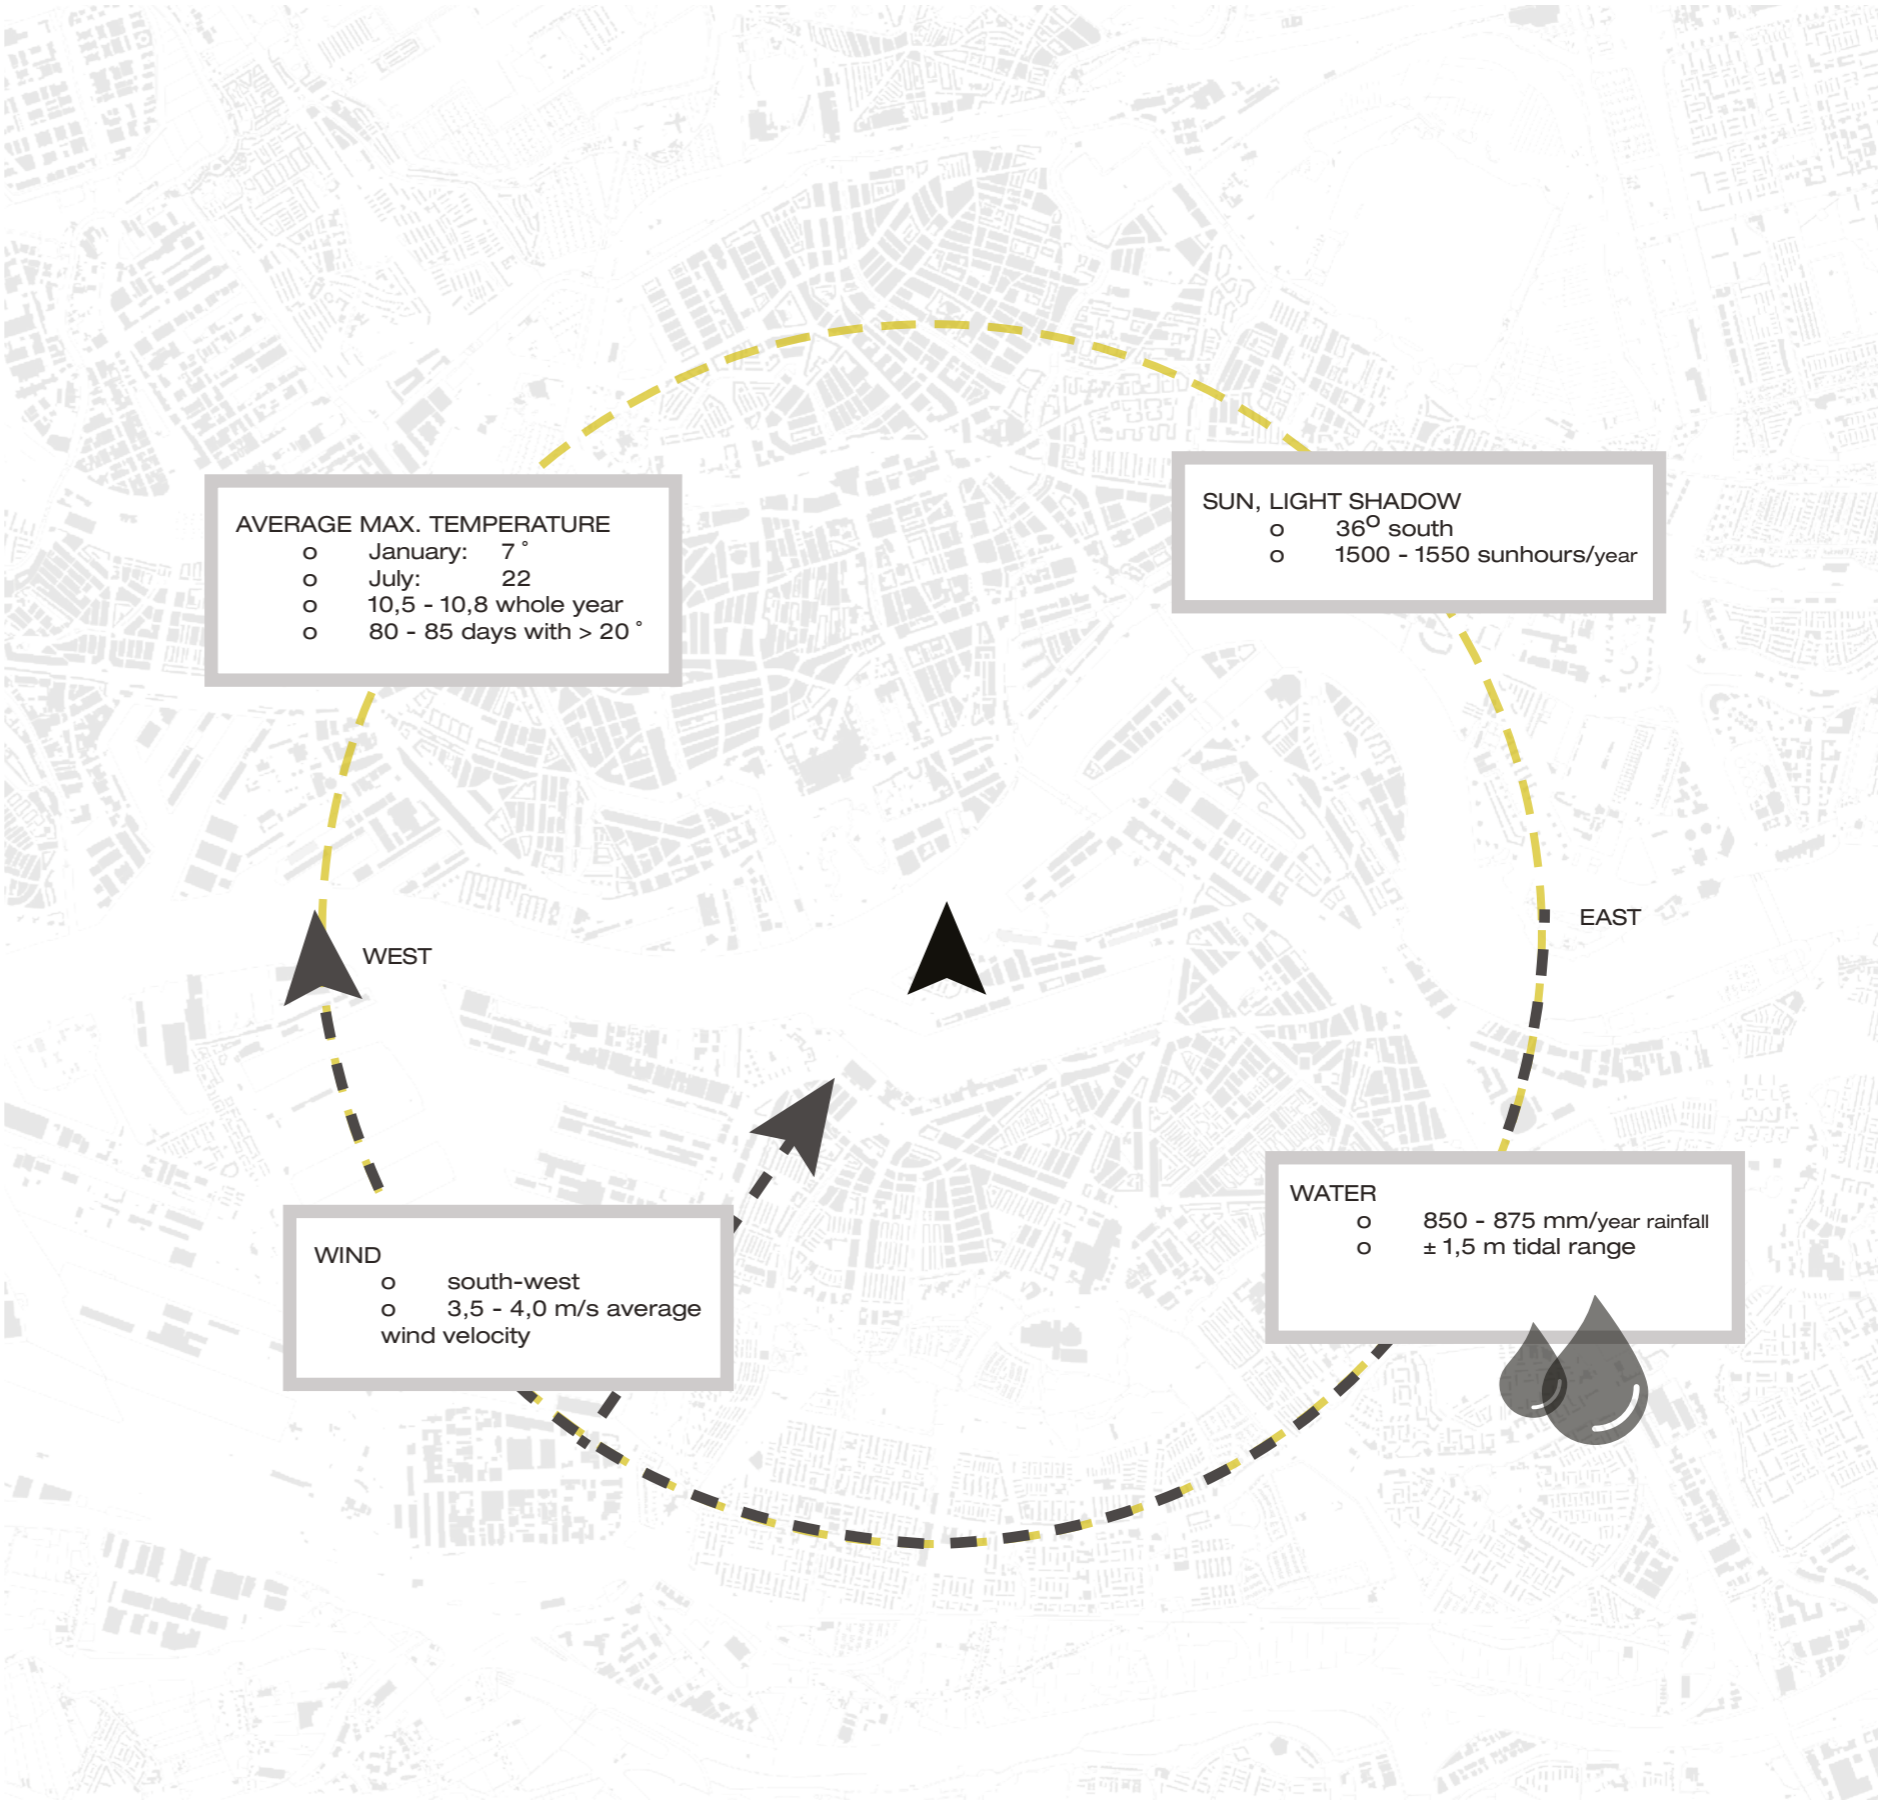 AVERAGE MAX. TEMPERATURE
o January: 7 °
o July: 22
o 10,5 - 10,8 whole year
o 80 - 85 days with > 20 °
SUN, LIGHT SHADOW
o 36⁰ south
o 1500 - 1550 sunhours/year
WEST
EAST
WIND
o south-west
o 3,5 - 4,0 m/s average
wind velocity
WATER
o 850 - 875 mm/year rainfall
o ± 1,5 m tidal range